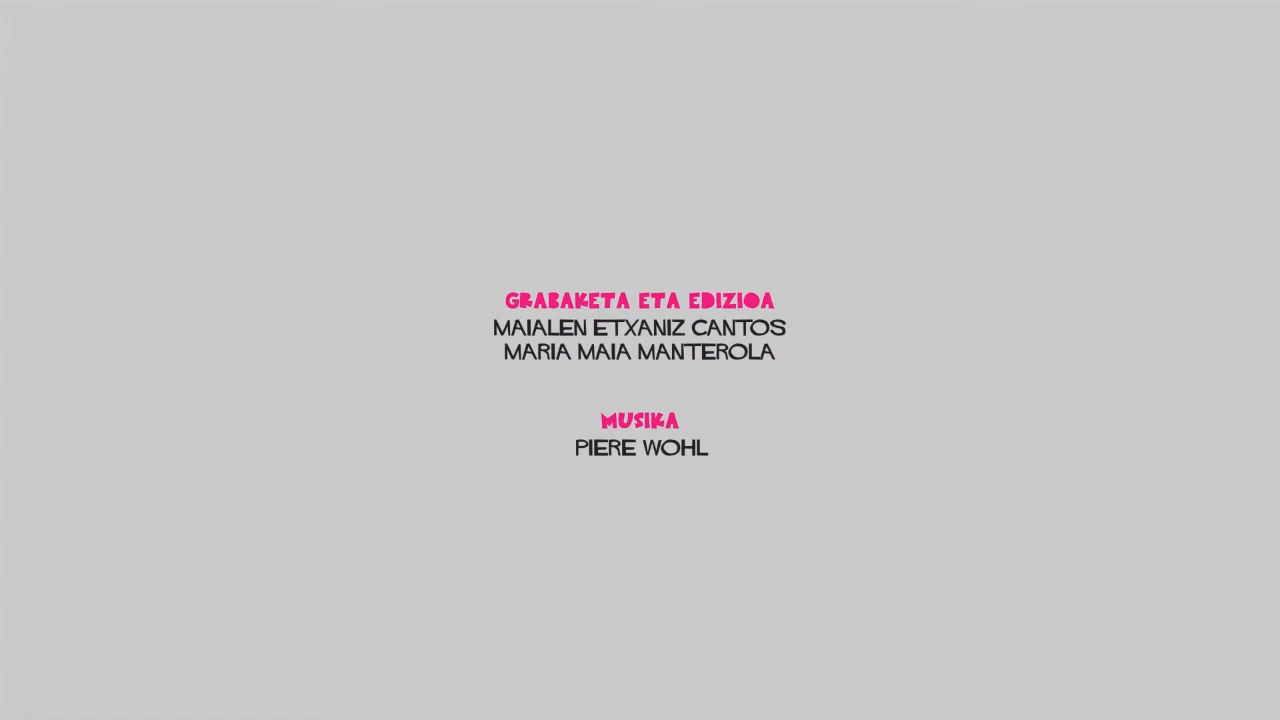 GRABAKETA ETA EDIZIOA
MAIALEN ETXANIZ CANTOS
MARIA MAIA MANTEROLA
MUSIKA
PIERE WOHL